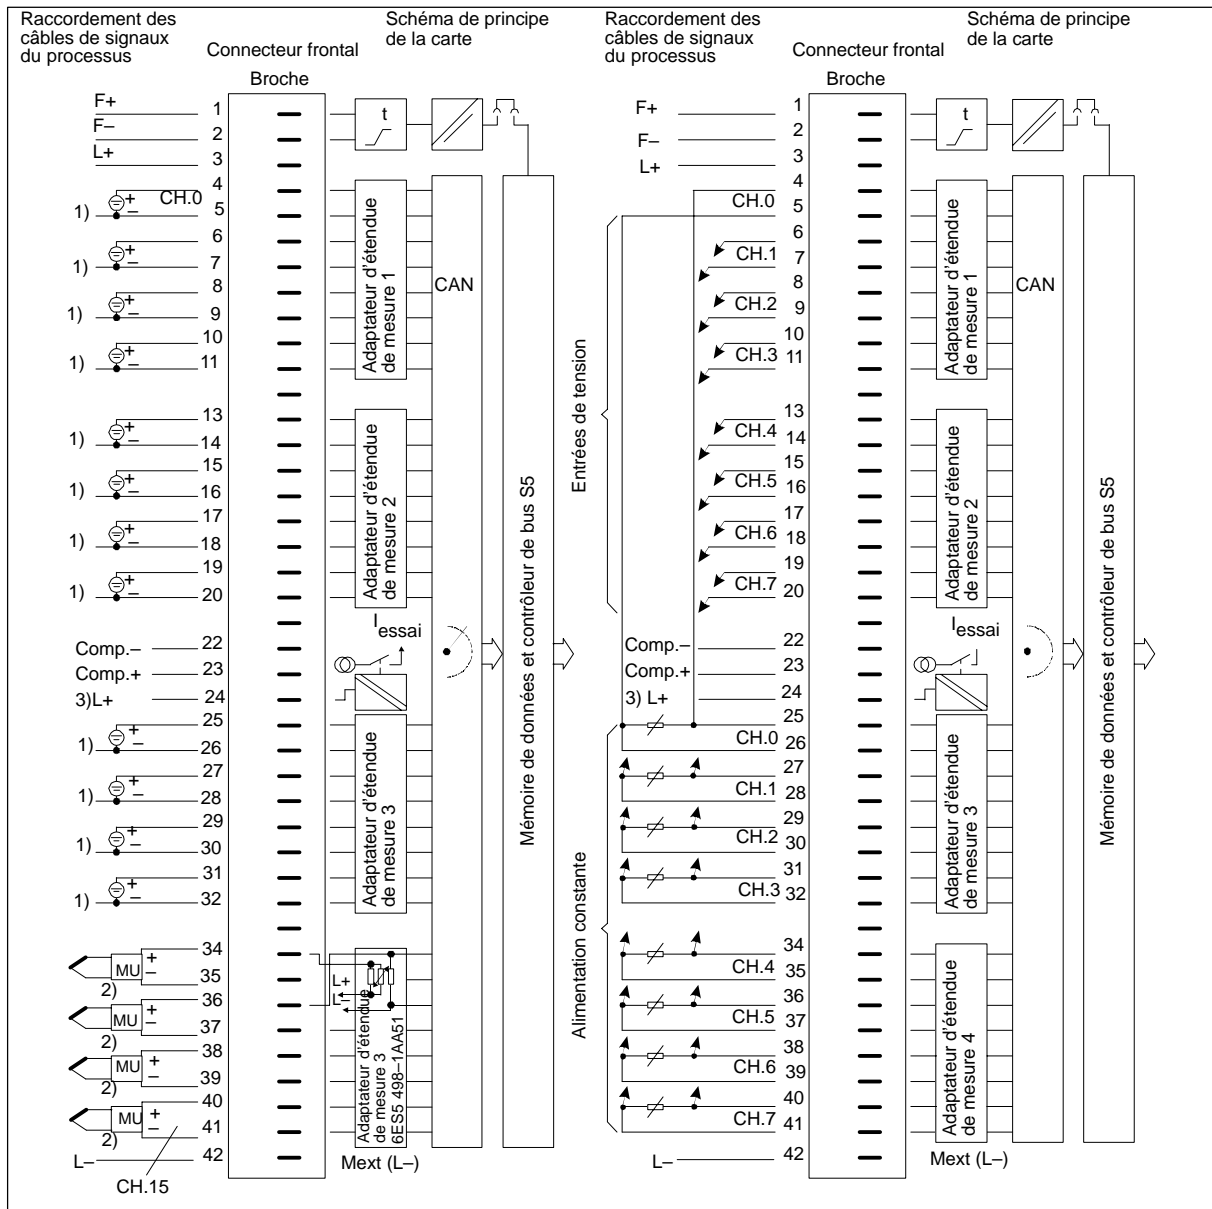 Raccordement des
câbles de signaux
du processus
Connecteur frontal
Schéma de principe
de la carte
Broche
F+
1
F–
2
L+
3
t
4
CH.0
1)
+
–
5
6
1)
+
–
7
8
1)
+
–
9
10
1)
+
–
11
Adaptateur d'étendue
de mesure 1
CAN
13
1)
+
–
14
15
1)
+
–
16
17
1)
+
–
18
19
1)
+
–
20
Adaptateur d'étendue
de mesure 2
Mémoire de données et contrôleur de bus S5
I essai
Comp.–
22
Comp.+
23
3)L+
24
25
1)
+
–
26
27
1)
+
–
28
29
1)
+
–
30
31
1)
+
–
32
Adaptateur d'étendue
de mesure 3
34
MU
+
–
2)
35
36
MU
+
–
2)
37
38
MU
+
–
2)
39
40
MU
+
–
2)
41
L+
L–
Adaptateur d'étendue
de mesure 3
6ES5 498–1AA51
L–
42
Mext (L–)
CH.15
Raccordement des
câbles de signaux
du processus
Connecteur frontal
Schéma de principe
de la carte
Broche
F+
1
F–
2
L+
3
t
4
CH.0
5
6
CH.1
7
8
CH.2
9
10
CH.3
11
Adaptateur d'étendue
de mesure 1
CAN
Entrées de tension
13
CH.4
14
15
CH.5
16
17
CH.6
18
19
CH.7
20
Adaptateur d'étendue
de mesure 2
Mémoire de données et contrôleur de bus S5
I essai
Comp.–
22
Comp.+
23
3) L+
24
25
CH.0
26
27
CH.1
28
29
CH.2
30
31
CH.3
32
Adaptateur d'étendue
de mesure 3
Alimentation constante
34
CH.4
35
36
CH.5
37
38
CH.6
39
40
CH.7
41
Adaptateur d'étendue
de mesure 4
L–
42
Mext (L–)